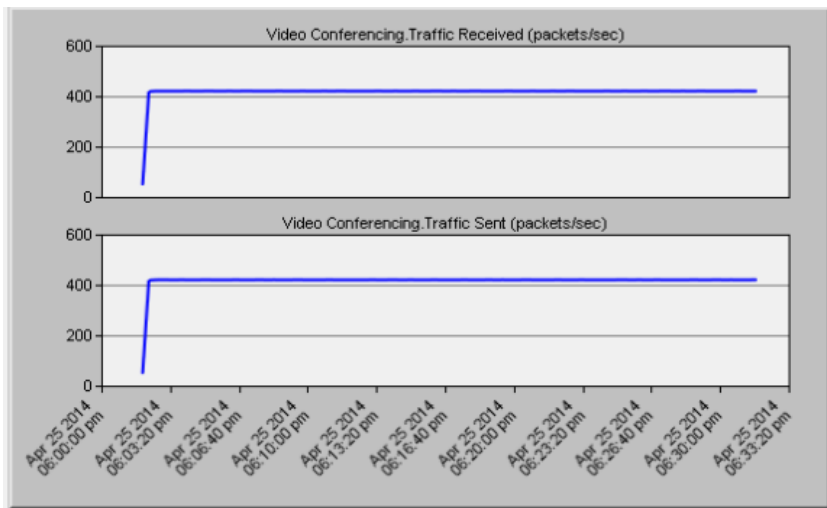 Video Conferencing.Traffic Received (packets/sec)
600
400
200
0
Video Conferencing.Traffic Sent (packets/sec)
600
400
200
0
Apr 25 2014
06:00:00 pm
Apr 25 2014
06:03:20 pm
Apr 25 2014
06:06:40 pm
Apr 25 2014
06:10:00 pm
Apr 25 2014
06:13:20 pm
Apr 25 2014
06:16:40 pm
Apr 25 2014
06:20:00 pm
Apr 25 2014
06:23:20 pm
Apr 25 2014
06:26:40 pm
Apr 25 2014
06:30:00 pm
Apr 25 2014
06:33:20 pm